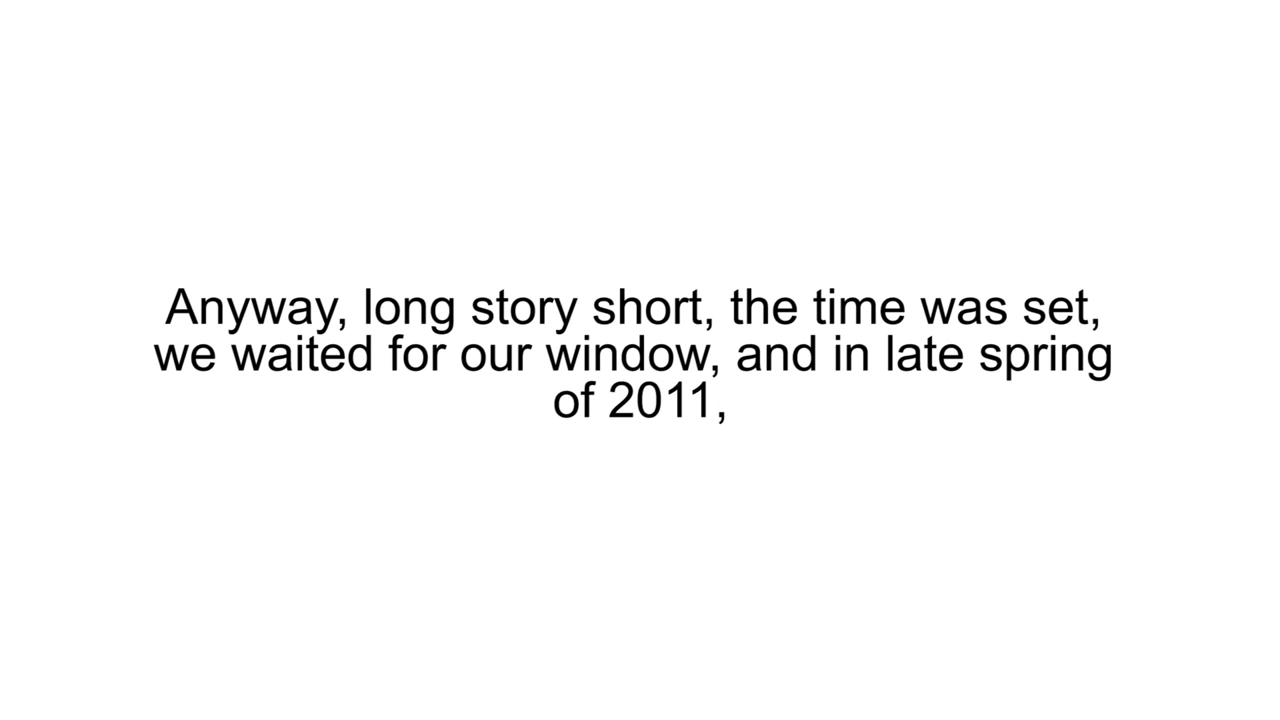 Anyway, long story short, the time was set,
we waited for our window, and in late spring
of 2011,